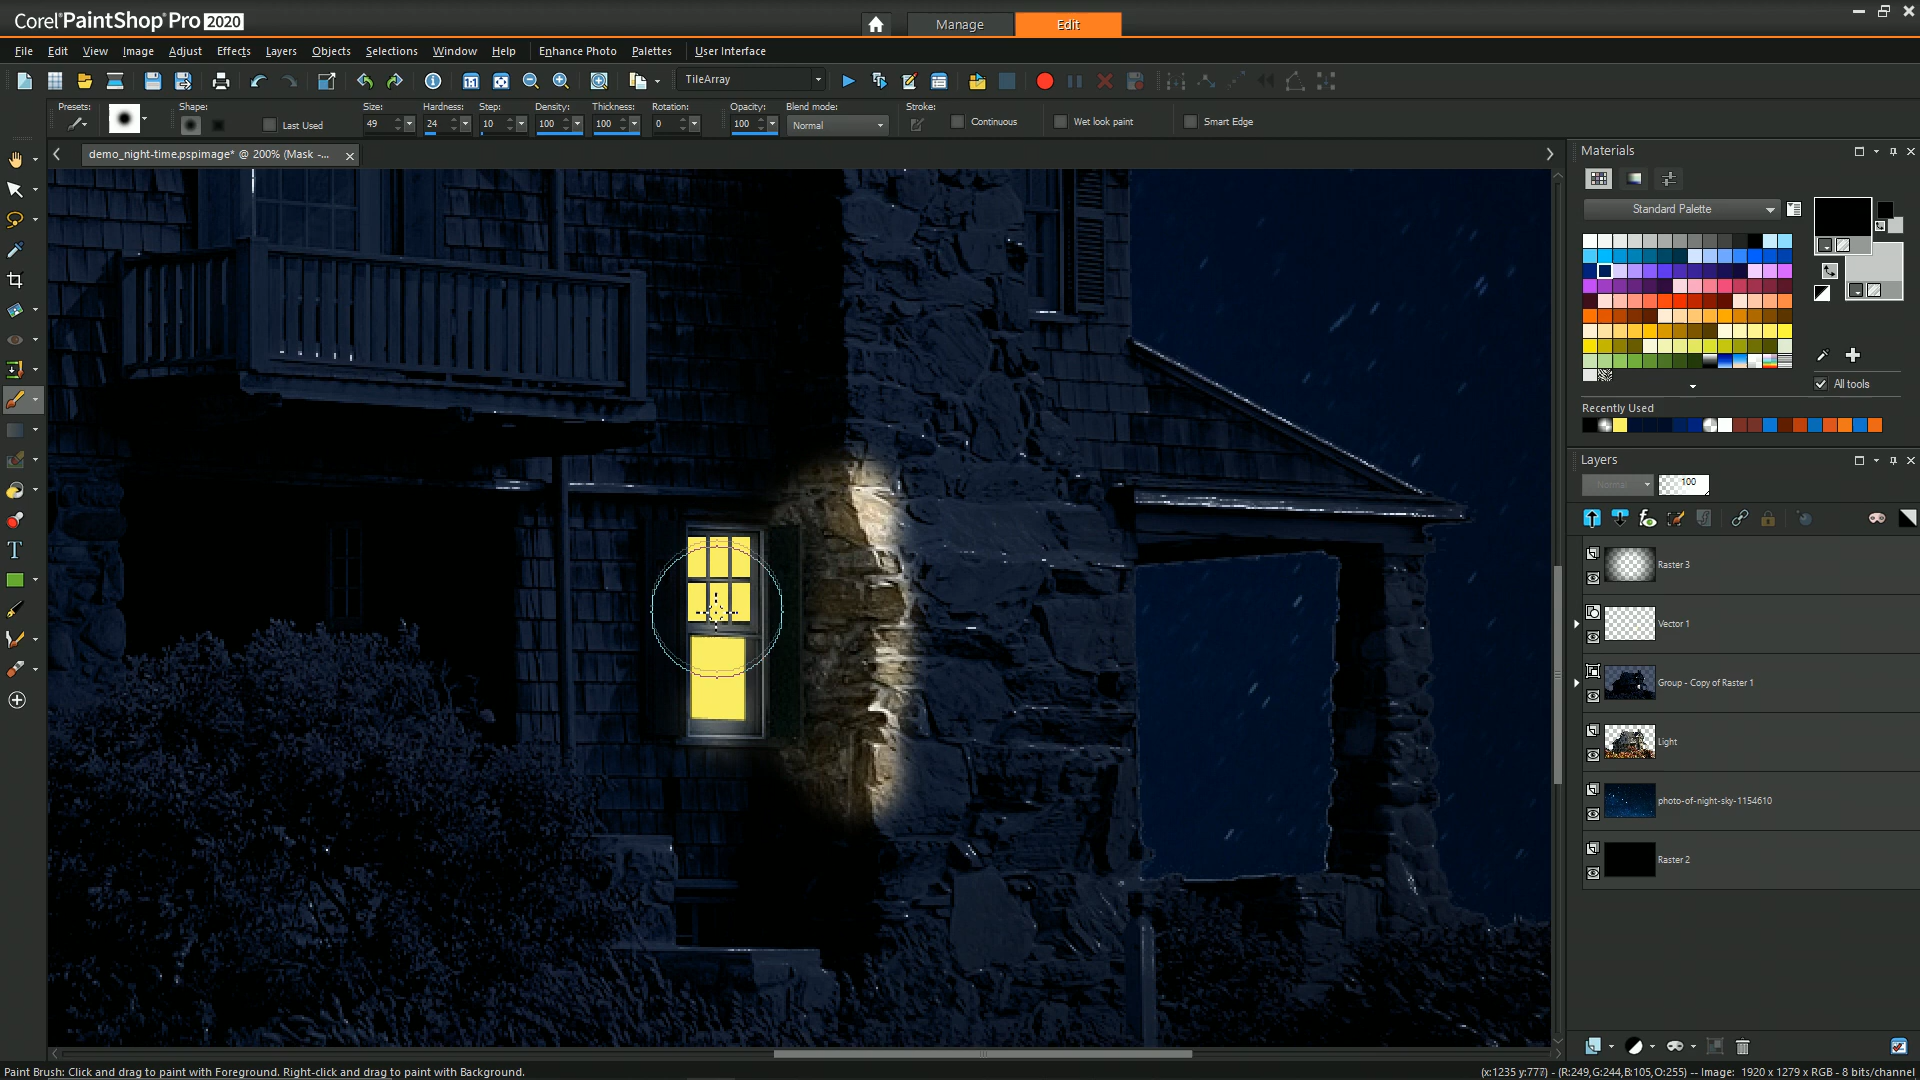 Corel® PaintShop® Pro 2020
Manage
Edit
File Edit View Image Adjust Effects Layers Objects Selections Window Help Enhance Photo Palettes User Interface
1:1
TileArray
Presets:
Shape:
Last Used
Size:
49
Hardness:
24
Step:
10
Density:
100
Thickness:
100
Rotation:
0
Opacity:
100
Blend mode:
Normal
Stroke:
Continuous
Wet look paint
Smart Edge
demo_night-time.pspimage* @ 200% (Mask -...
Materials
Standard Palette
All tools
Recently Used
Layers
Normal
100
Raster 3
Vector 1
Group - Copy of Raster 1
Light
photo-of-night-sky-1154610
Raster 2
Paint Brush: Click and drag to paint with Foreground. Right-click and drag to paint with Background.
(x:1235 y:777) - (R:249,G:244,B:105,O:255) -- Image: 1920 x 1279 x RGB - 8 bits/channel